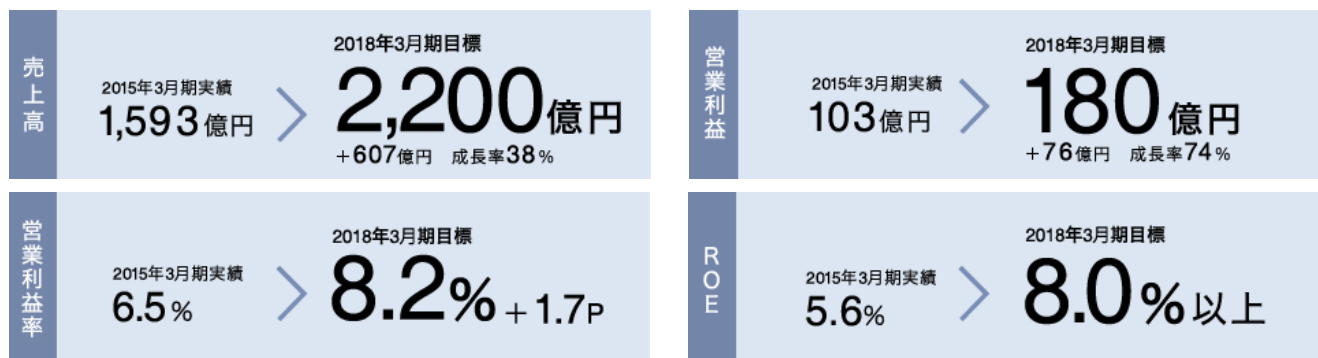 売上高
2015年3月期実績
1,593億円
2018年3月期目標
2,200億円
+607億円 成長率38%
営業利益
2015年3月期実績
103億円
2018年3月期目標
180億円
+76億円 成長率74%
営業利益率
2015年3月期実績
6.5%
2018年3月期目標
8.2% +1.7P
ROE
2015年3月期実績
5.6%
2018年3月期目標
8.0%以上